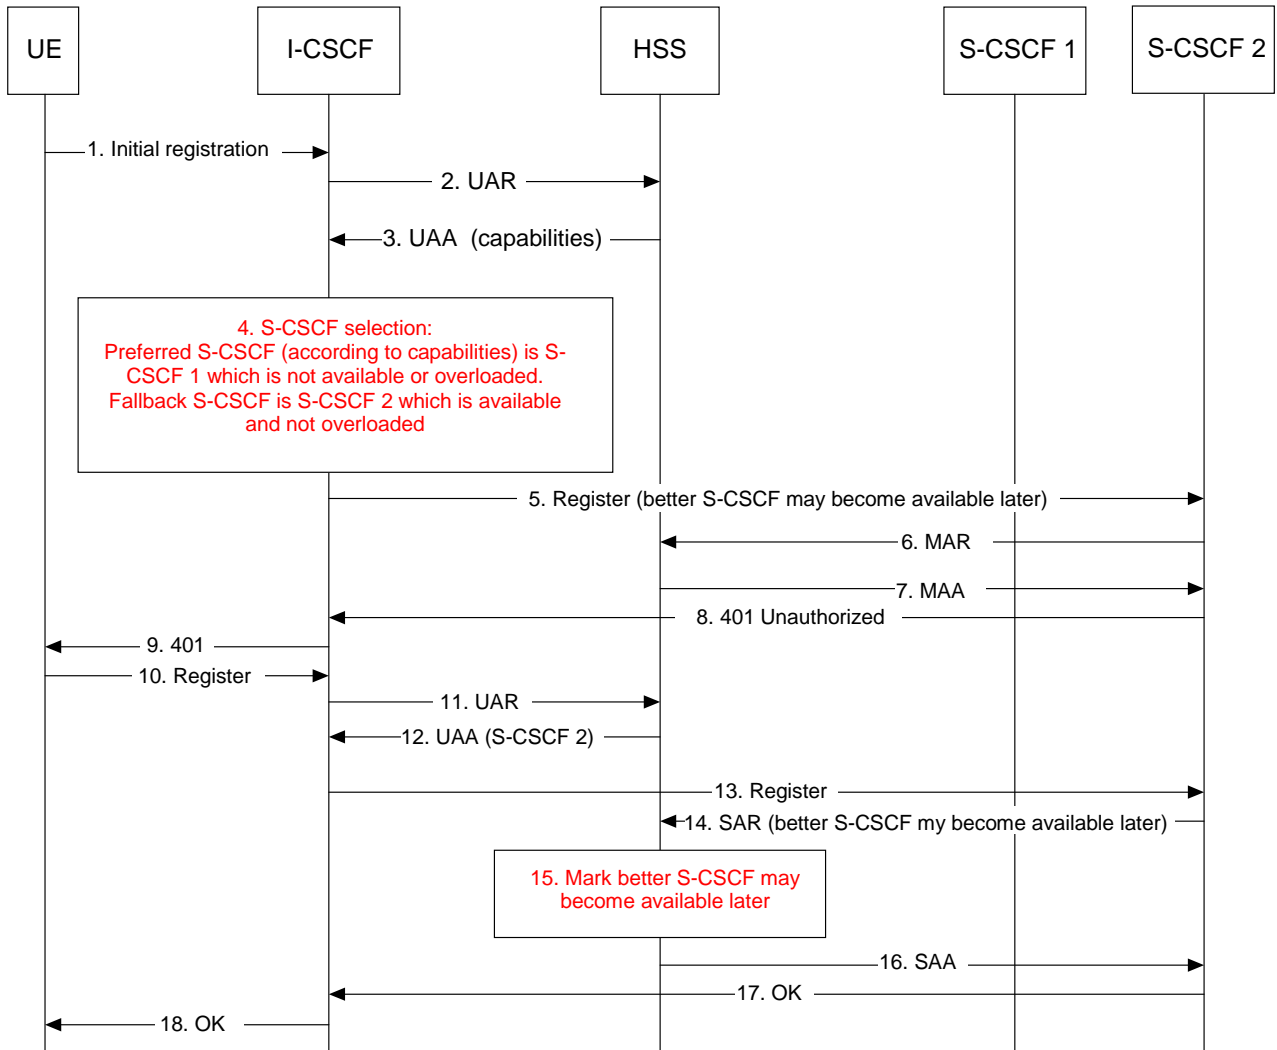 UE
I-CSCF
HSS
S-CSCF 1
S-CSCF 2
1. Initial registration
2. UAR
3. UAA (capabilities)
4. S-CSCF selection:
Preferred S-CSCF (according to capabilities) is S-
CSCF 1 which is not available or overloaded.
Fallback S-CSCF is S-CSCF 2 which is available
and not overloaded
5. Register (better S-CSCF may become available later)
6. MAR
7. MAA
8. 401 Unauthorized
9. 401
10. Register
11. UAR
12. UAA (S-CSCF 2)
13. Register
14. SAR (better S-CSCF my become available later)
15. Mark better S-CSCF may
become available later
16. SAA
17. OK
18. OK